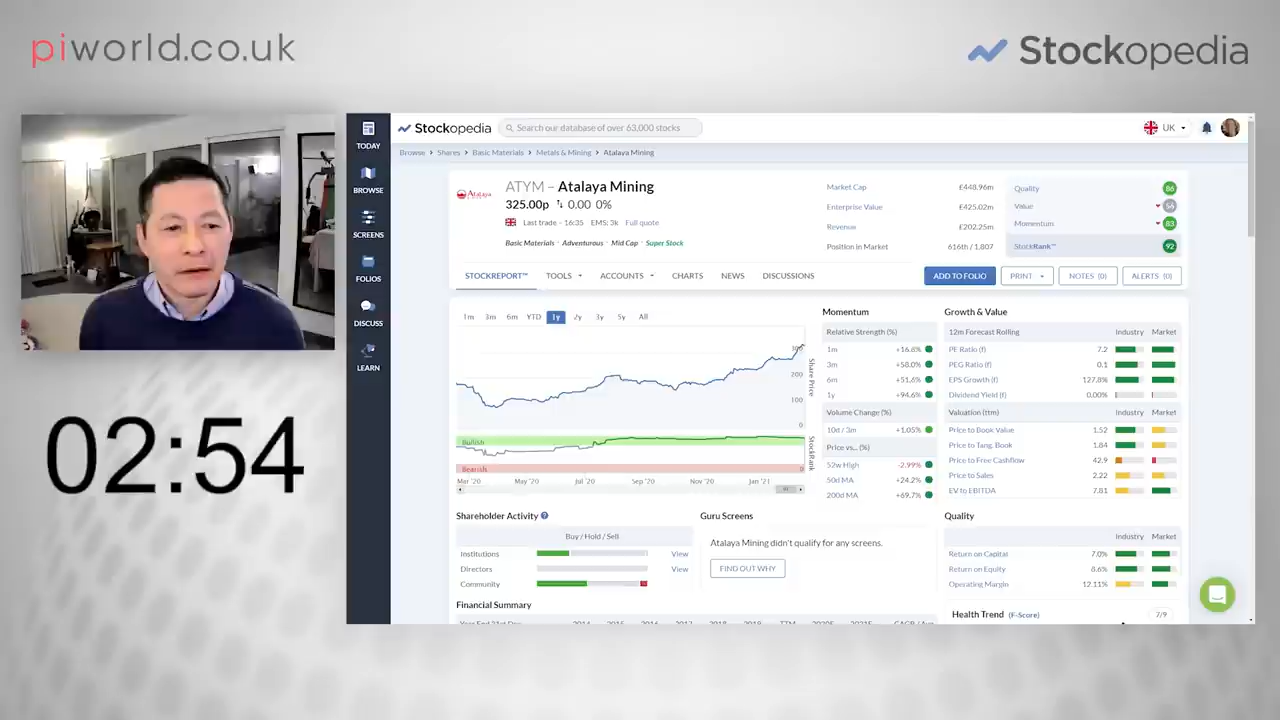 piworld.co.uk
Stockopedia
02:54
TODAY
BROWSE
SCREENS
FOLIOS
DISCUSS
LEARN
Stockopedia
Search our database of over 63,000 stocks
UK
Browse > Shares > Basic Materials > Metals & Mining > Atalaya Mining
Atalaya
ATYM – Atalaya Mining
325.00p 0.00 0%
Last trade - 16:35 EMS: 3k Full quote
Basic Materials · Adventurous · Mid Cap · Super Stock
Market Cap £448.96m
Enterprise Value £425.02m
Revenue £202.25m
Position in Market 616th / 1,807
Quality 86
Value
Momentum 83
StockRank™ 92
STOCKREPORT™ TOOLS ACCOUNTS CHARTS NEWS DISCUSSIONS
ADD TO FOLIO PRINT NOTES (0) ALERTS (0)
1m 3m 6m YTD 1y 2y 3y 5y All
300
200
100
0
Share Price
Bullish
Bearish
StockRank
0
Mar '20 May '20 Jul '20 Sep '20 Nov '20 Jan '21
Momentum
Relative Strength (%)
1m +16.8%
3m +58.0%
6m +51.6%
1y +94.6%
Volume Change (%)
10d / 3m +1.05%
Price vs... (%)
52w High -2.99%
50d MA +24.2%
200d MA +69.7%
Growth & Value
12m Forecast Rolling Industry Market
PE Ratio (f) 7.2
PEG Ratio (f) 0.1
EPS Growth (f) 127.8%
Dividend Yield (f) 0.00%
Valuation (ttm) Industry Market
Price to Book Value 1.52
Price to Tang. Book 1.84
Price to Free Cashflow 42.9
Price to Sales 2.22
EV to EBITDA 7.81
Shareholder Activity
Buy / Hold / Sell
Institutions View
Directors View
Community
Guru Screens
Atalaya Mining didn't qualify for any screens.
FIND OUT WHY
Quality
Industry Market
Return on Capital 7.0%
Return on Equity 8.6%
Operating Margin 12.11%
Health Trend (F-Score) 7/9
Financial Summary